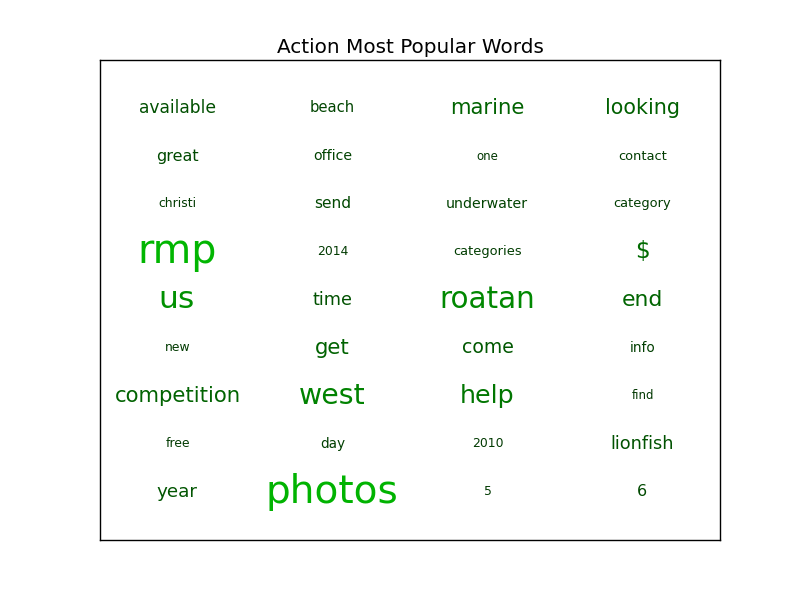 Action Most Popular Words
available beach marine looking
great office one contact
christi send underwater category
rmp 2014 categories $
us time roatan end
new get come info
competition west help find
free day 2010 lionfish
year photos 5 6